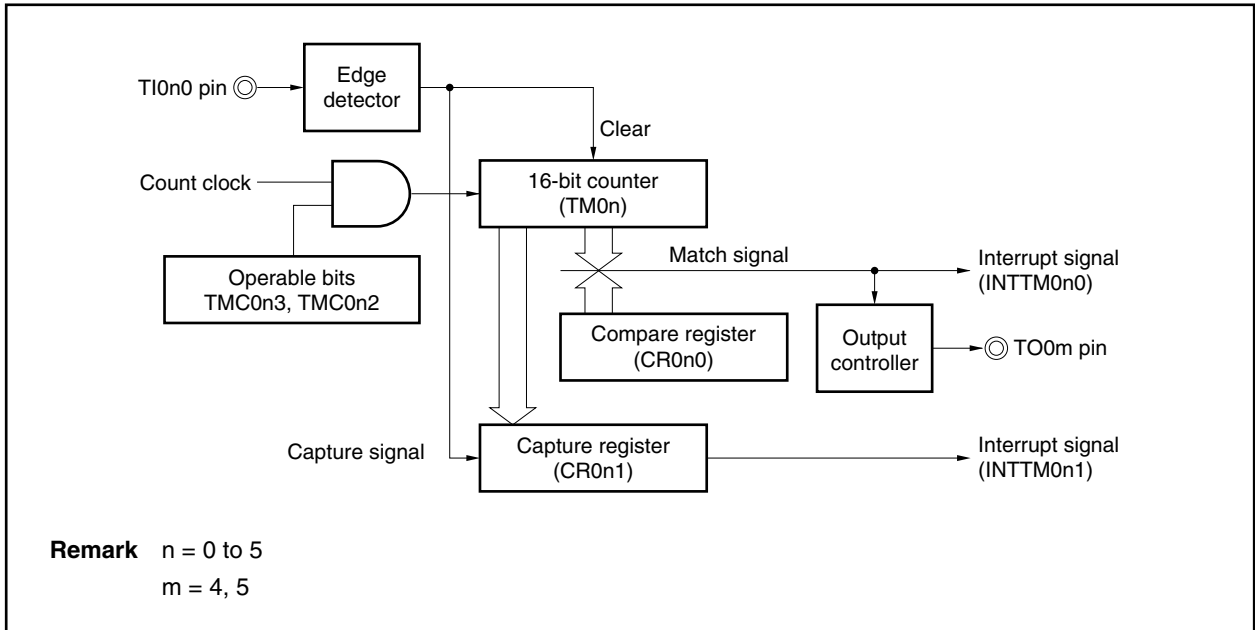 TI0n0 pin
Edge
detector
Clear
Count clock
16-bit counter
(TM0n)
Operable bits
TMC0n3, TMC0n2
Match signal
Interrupt signal
(INTTM0n0)
Compare register
(CR0n0)
Output
controller
TO0m pin
Capture signal
Capture register
(CR0n1)
Interrupt signal
(INTTM0n1)
Remark n = 0 to 5
m = 4, 5